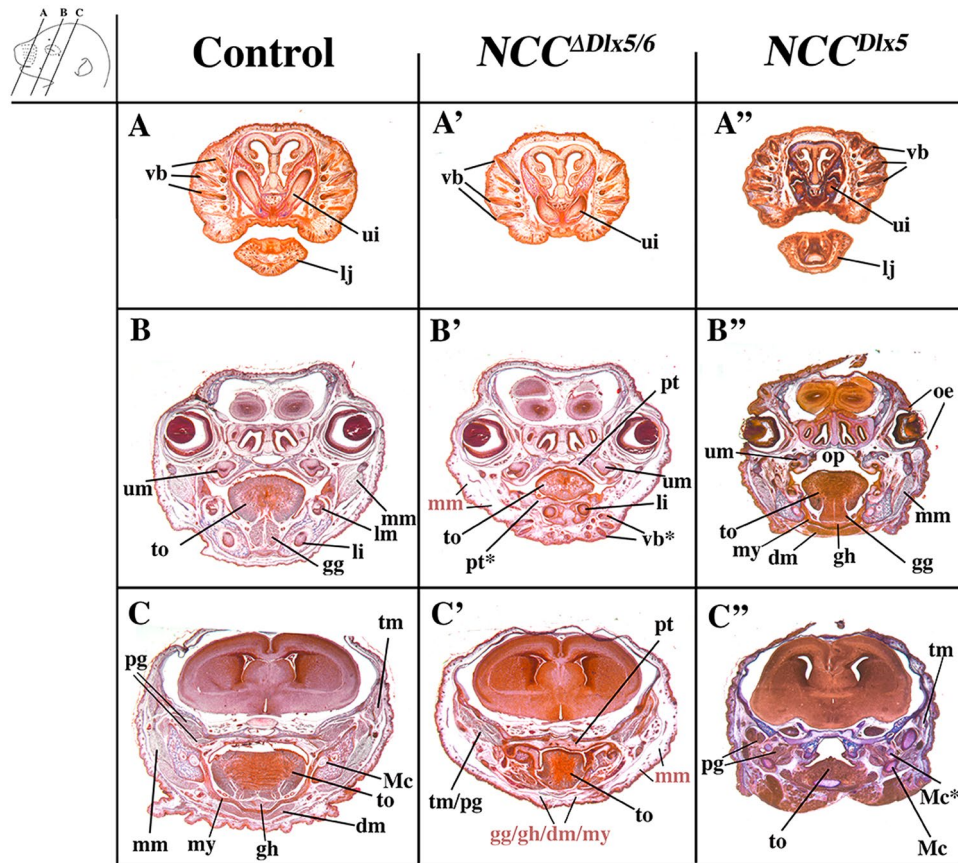 A B C
Control
NCC^ΔDlx5/6
NCC^Dlx5
A
vb
ui
lj
A'
vb
ui
A"
vb
ui
lj
B
um
to
gg
li
lm
mm
B'
pt
um
mm
li
to
vb*
pt*
B"
oe
um
op
to
mm
my
dm
gh
gg
C
tm
pg
Mc
to
mm
my
dm
gh
C'
pt
mm
tm/pg
to
gg/gh/dm/my
C"
tm
pg
Mc*
to
Mc